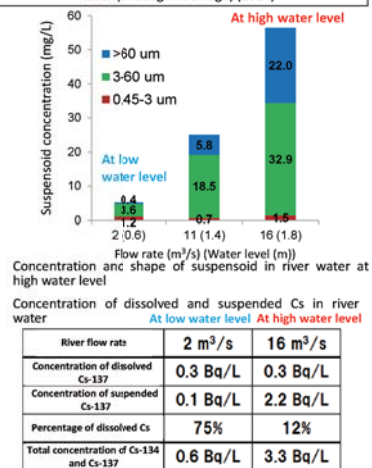 At high water level
Suspensoid concentration (mg/L)
60
50
40
30
20
10
0
>60 um
3-60 um
0.45-3 um
At low
water level
0.4
3.6
1.2
5.8
18.5
0.7
22.0
32.9
1.5
2 (0.6)
11 (1.4)
16 (1.8)
Flow rate (m³/s) (Water level (m))
Concentration and shape of suspensoid in river water at
high water level
Concentration of dissolved and suspended Cs in river
water
At low water level At high water level
River flow rate 2 m³/s 16 m³/s
Concentration of dissolved
Cs-137 0.3 Bq/L 0.3 Bq/L
Concentration of suspended
Cs-137 0.1 Bq/L 2.2 Bq/L
Percentage of dissolved Cs 75% 12%
Total concentration of Cs-134
and Cs-137 0.6 Bq/L 3.3 Bq/L